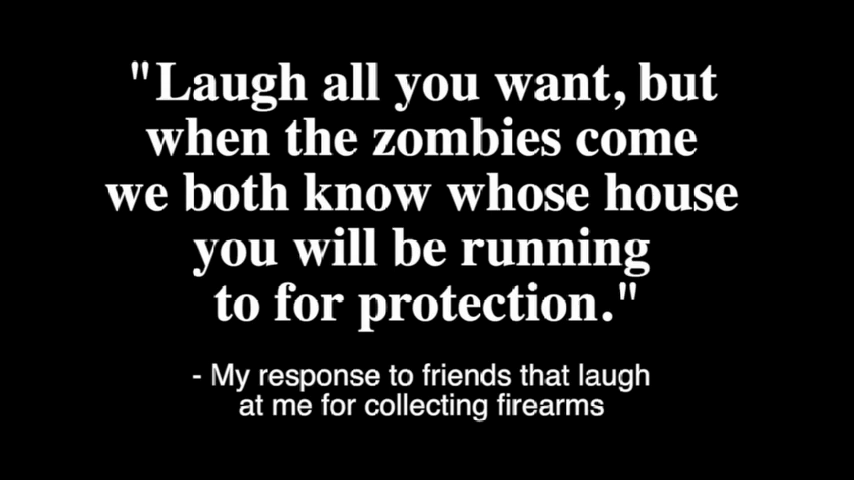 "Laugh all you want, but
when the zombies come
we both know whose house
you will be running
to for protection."
- My response to friends that laugh
at me for collecting firearms